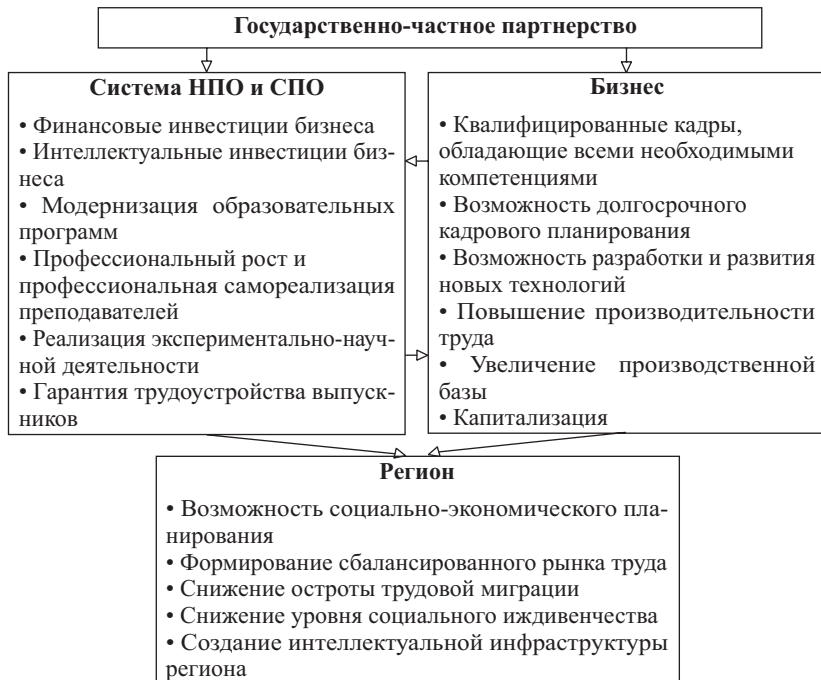 Государственно-частное партнерство
Система НПО и СПО
• Финансовые инвестиции бизнеса
• Интеллектуальные инвестиции биз-
неса
• Модернизация образовательных
программ
• Профессиональный рост и
профессиональная самореализация
преподавателей
• Реализация экспериментально-науч-
ной деятельности
• Гарантия трудоустройства выпуск-
ников
Бизнес
• Квалифицированные кадры,
обладающие всеми необходимыми
компетенциями
• Возможность долгосрочного
кадрового планирования
• Возможность разработки и развития
новых технологий
• Повышение производительности
труда
• Увеличение производственной
базы
• Капитализация
Регион
• Возможность социально-экономического пла-
нирования
• Формирование сбалансированного рынка труда
• Снижение остроты трудовой миграции
• Снижение уровня социального иждивенчества
• Создание интеллектуальной инфраструктуры
региона